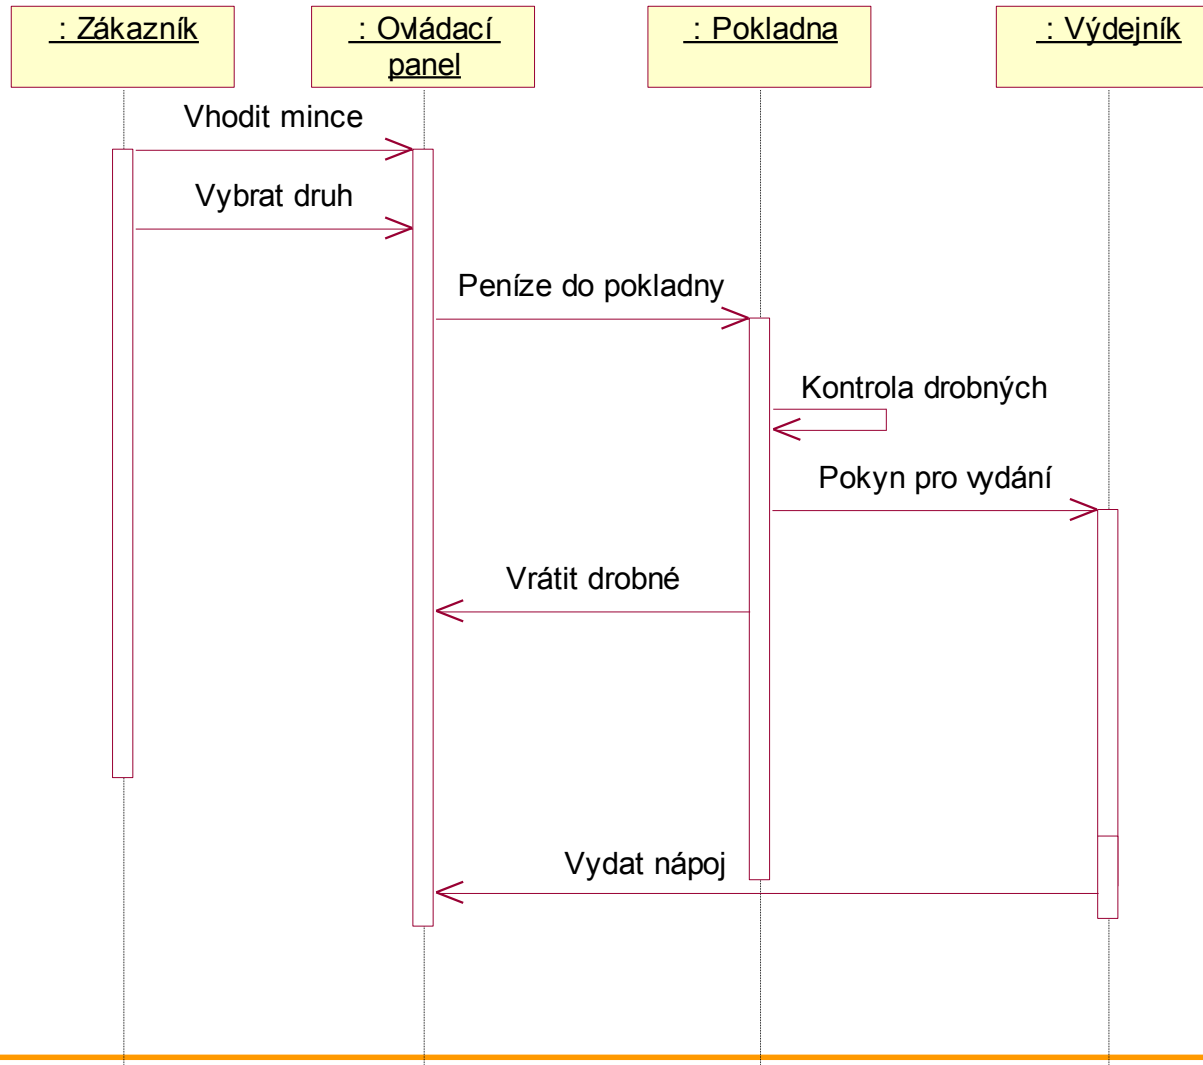 : Zákazník
: Ovládací
panel
: Pokladna
: Výdejník
Vhodit mince
Vybrat druh
Peníze do pokladny
Kontrola drobných
Pokyn pro vydání
Vrátit drobné
Vydat nápoj